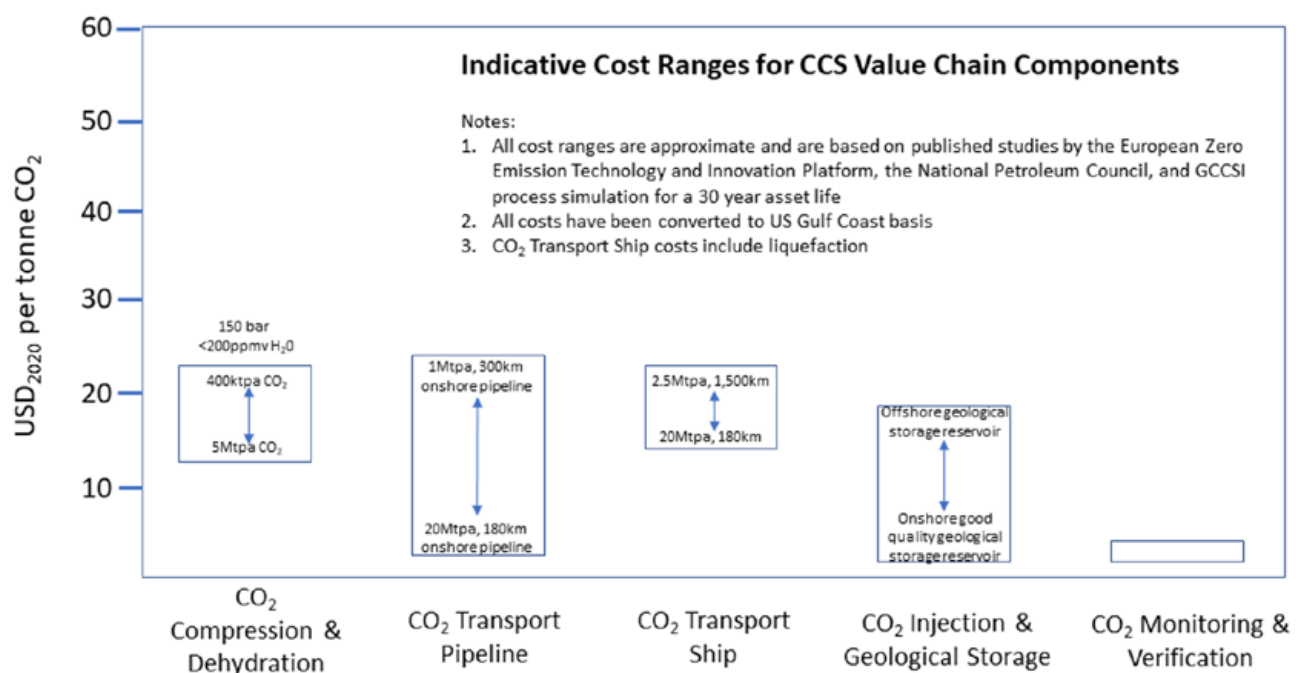 Indicative Cost Ranges for CCS Value Chain Components
Notes:
1. All cost ranges are approximate and are based on published studies by the European Zero
Emission Technology and Innovation Platform, the National Petroleum Council, and GCCSI
process simulation for a 30 year asset life
2. All costs have been converted to US Gulf Coast basis
3. CO₂ Transport Ship costs include liquefaction
USD₂₀₂₀ per tonne CO₂
60
50
40
30
20
10
150 bar
<200ppmv H₂0
400ktpa CO₂
5Mtpa CO₂
1Mtpa, 300km
onshore pipeline
20Mtpa, 180km
onshore pipeline
2.5Mtpa, 1,500km
20Mtpa, 180km
Offshore geological
storage reservoir
Onshore good
quality geological
storage reservoir
CO₂
Compression &
Dehydration
CO₂ Transport
Pipeline
CO₂ Transport
Ship
CO₂ Injection &
Geological Storage
CO₂ Monitoring &
Verification